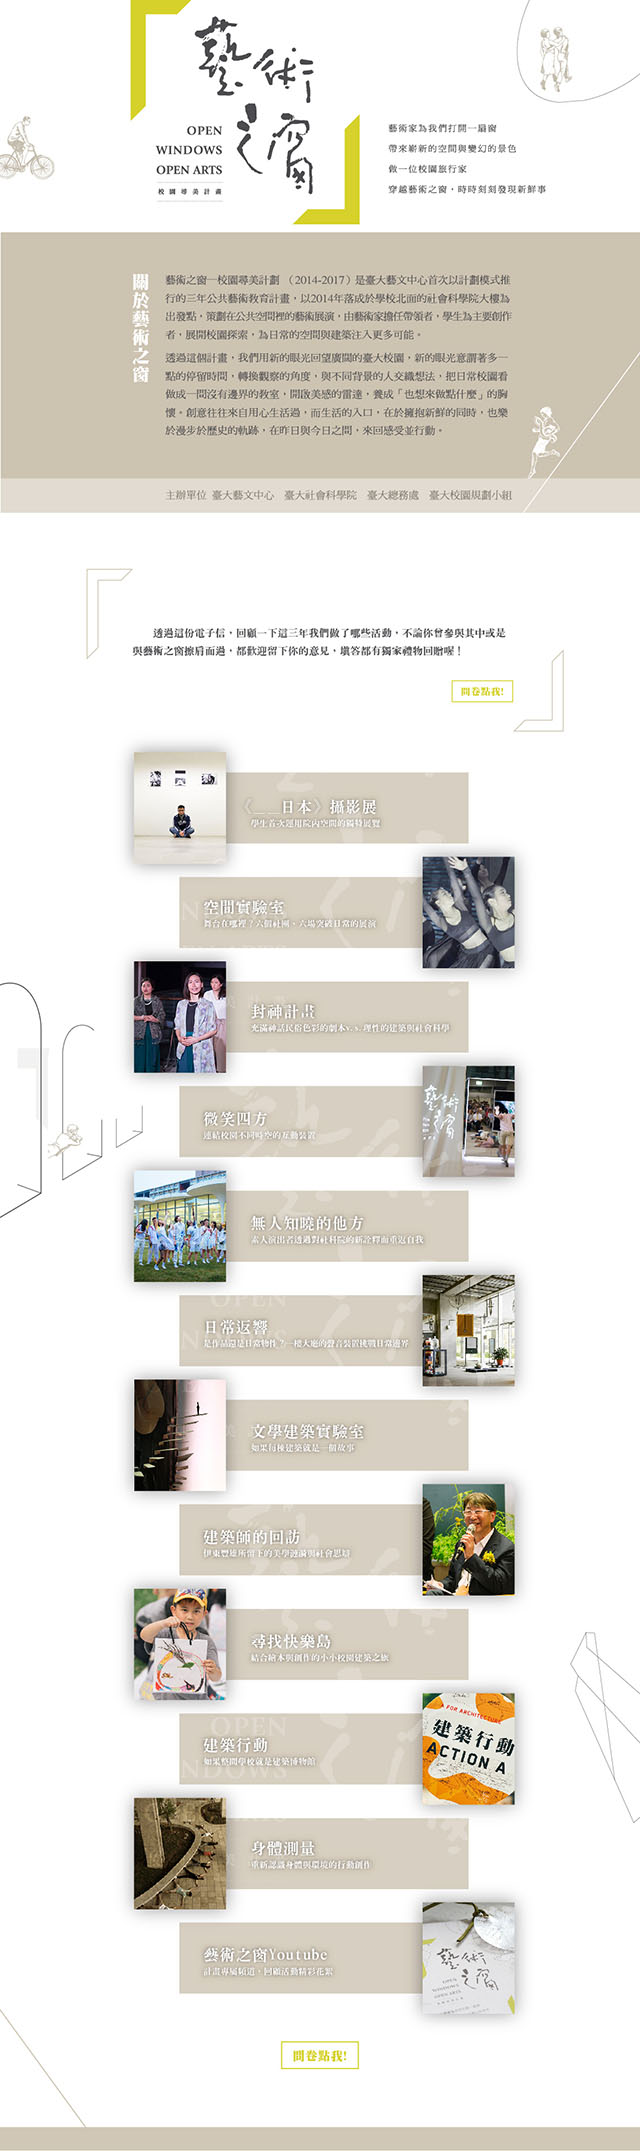 藝術之窗
OPEN
WINDOWS
OPEN ARTS
校園尋美計畫
藝術家為我們打開一扇窗
帶來嶄新的空間與變幻的景色
做一位校園旅行家
穿越藝術之窗，時時刻刻發現新鮮事
關於藝術之窗
藝術之窗─校園尋美計劃 （2014-2017）是臺大藝文中心首次以計劃模式推
行的三年公共藝術教育計畫，以2014年落成於學校北面的社會科學院大樓為
出發點，策劃在公共空間裡的藝術展演，由藝術家擔任帶領者，學生為主要創作
者，展開校園探索，為日常的空間與建築注入更多可能。
透過這個計畫，我們用新的眼光回望廣闊的臺大校園，新的眼光意謂著多一
點的停留時間，轉換觀察的角度，與不同背景的人交織想法，把日常校園看
做成一間沒有邊界的教室，開啟美感的雷達，養成「也想來做點什麼」的胸
懷。創意往往來自用心生活過，而生活的入口，在於擁抱新鮮的同時，也樂
於漫步於歷史的軌跡，在昨日與今日之間，來回感受並行動。
主辦單位 臺大藝文中心 臺大社會科學院 臺大總務處 臺大校園規劃小組
透過這份電子信，回顧一下這三年我們做了哪些活動，不論你曾參與其中或是
與藝術之窗擦肩而過，都歡迎留下你的意見，填答都有獨家禮物回贈喔！
問卷點我!
《__日本》攝影展
學生首次運用院內空間的獨特展覽
空間實驗室
舞台在哪裡？六個社團、六場突破日常的展演
封神計畫
充滿神話民俗色彩的劇本v.s.理性的建築與社會科學
微笑四方
連結校園不同時空的互動裝置
藝術之窗
無人知曉的他方
素人演出者透過對社科院的新詮釋而重返自我
日常返響
是作品還是日常物件？一樓大廳的聲音裝置挑戰日常邊界
文學建築實驗室
如果每棟建築就是一個故事
建築師的回訪
伊東豊雄所留下的美學漣漪與社會思辯
尋找快樂島
結合繪本與創作的小小校園建築之旅
建築行動
如果整間學校就是建築博物館
FOR ARCHITECTURE
建築行動
ACTION A
身體測量
重新認識身體與環境的行動創作
藝術之窗Youtube
計畫專屬頻道，回顧活動精彩花絮
藝術之窗
OPEN
WINDOWS
OPEN ARTS
問卷點我!